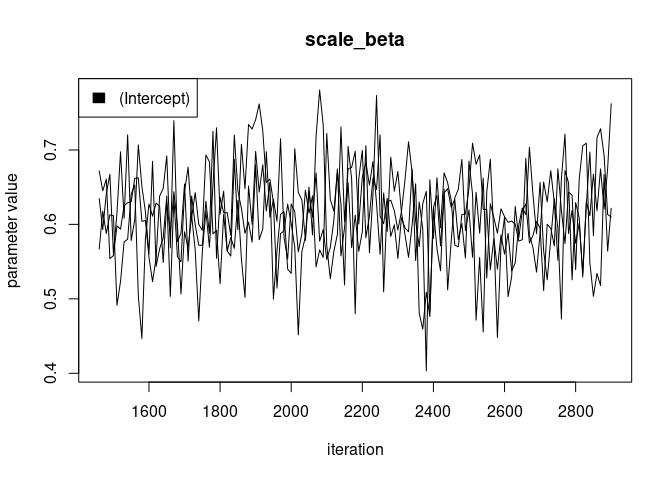 scale_beta
(Intercept)
parameter value
0.7
0.6
0.5
0.4
1600 1800 2000 2200 2400 2600 2800
iteration